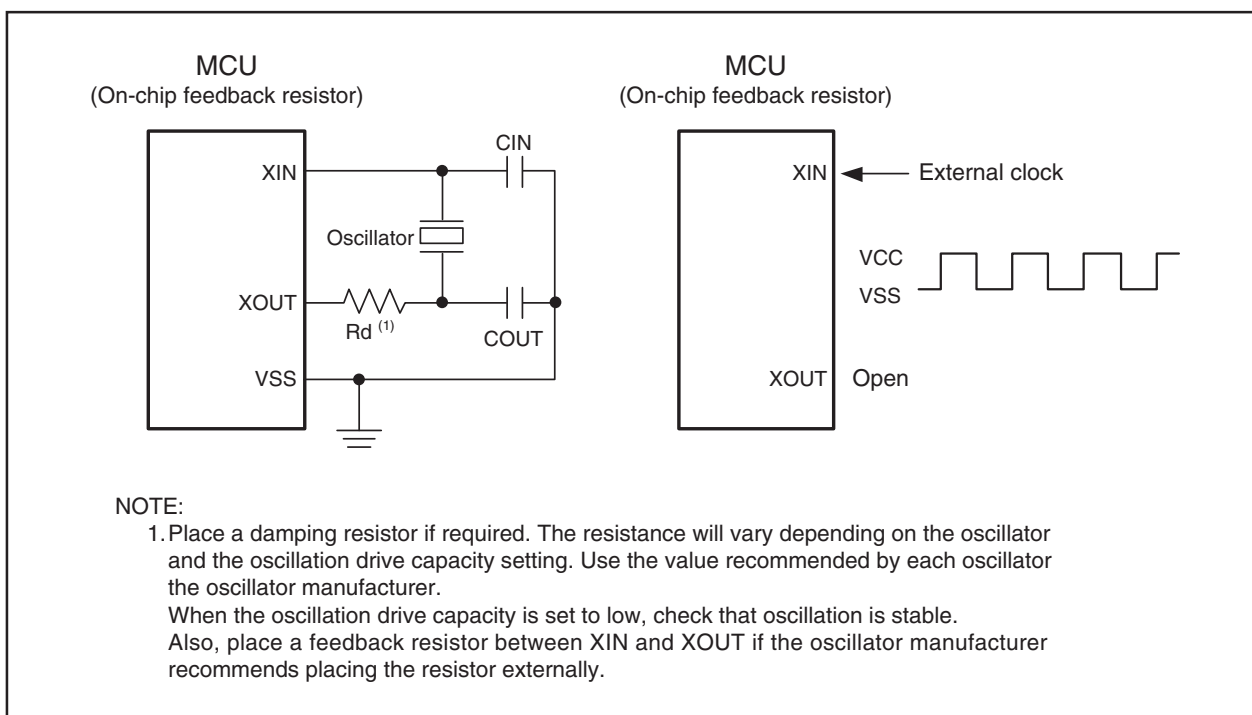 MCU
(On-chip feedback resistor)
XIN
CIN
Oscillator
XOUT
Rd (1)
COUT
VSS
MCU
(On-chip feedback resistor)
XIN
External clock
VCC
VSS
XOUT
Open
NOTE:
1. Place a damping resistor if required. The resistance will vary depending on the oscillator
and the oscillation drive capacity setting. Use the value recommended by each oscillator
the oscillator manufacturer.
When the oscillation drive capacity is set to low, check that oscillation is stable.
Also, place a feedback resistor between XIN and XOUT if the oscillator manufacturer
recommends placing the resistor externally.